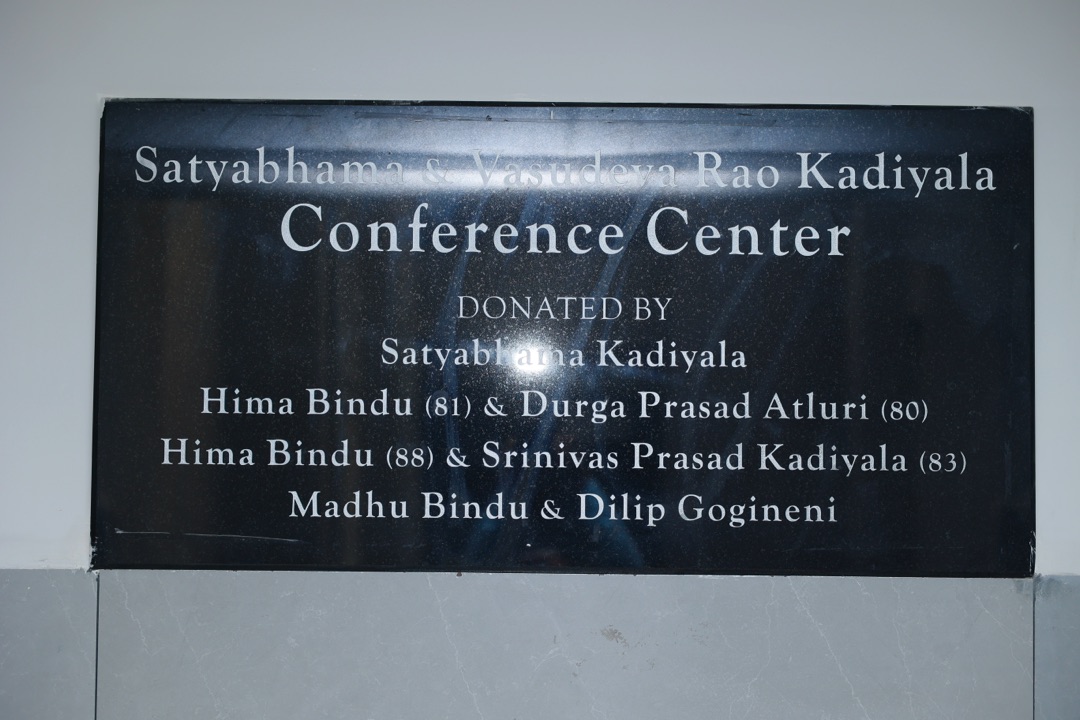 Satyabhama & Vasudeva Rao Kadiyala
Conference Center
DONATED BY
Satyabhama Kadiyala
Hima Bindu (81) & Durga Prasad Atluri (80)
Hima Bindu (88) & Srinivas Prasad Kadiyala (83)
Madhu Bindu & Dilip Gogineni